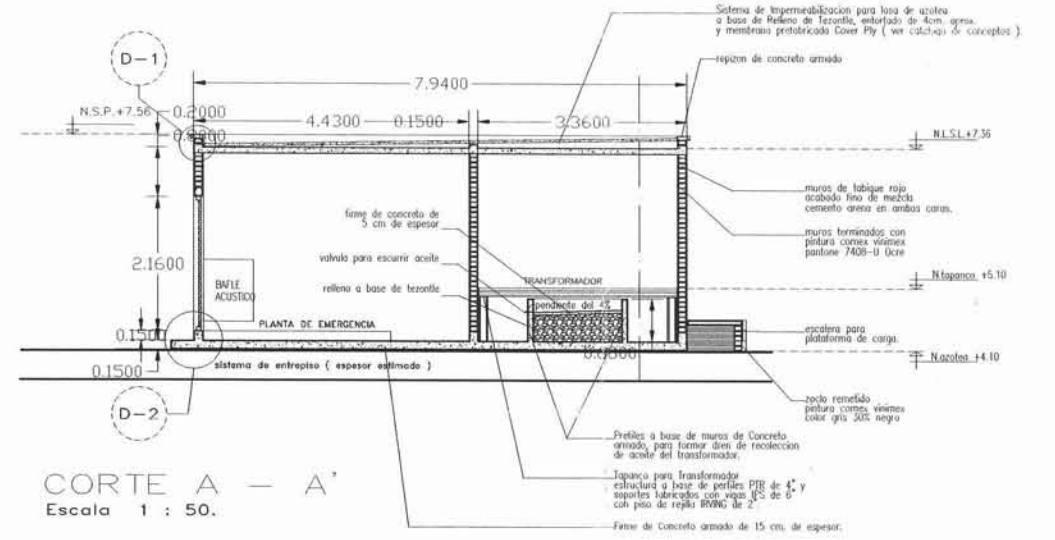 Sistema de Impermeabilizacion para losa de azotea
a base de Relleno de Tezontle, entortado de 4cm. aprox.
y membrana prefabricada Cover Ply ( ver catalogo de conceptos ).
D-1
repizon de concreto armado
7.9400
N.S.P.+7.56
0.2000
4.4300
0.1500
3.3600
N.L.S.L+7.36
muros de tabique rojo
acabado fino de mezcla
cemento arena en ambas caras.
firme de concreto de
5 cm de espesor
muros terminados con
pintura comex vinimex
pantone 7408-U Ocre
valvula para escurrir aceite
2.1600
BAFLE
ACUSTICO
TRANSFORMADOR
N.tapanco +5.10
relleno a base de tezontle
pendiente del 4%
PLANTA DE EMERGENCIA
0.1500
escalera para
plataforma de carga.
N.azotea +4.10
0.1500
sistema de entrepiso ( espesor estimado )
D-2
zoclo remetido
pintura comex vinimex
color gris 30% negro
Pretiles a base de muros de Concreto
armado, para formar dren de recoleccion
de aceite del transformador.
CORTE A - A'
Escala 1 : 50.
Tapanco para Transformador
estructura a base de perfiles PTR de 4" y
soportes fabricados con vigas IPS de 6"
con piso de rejilla IRVING de 2"
Firme de Concreto armado de 15 cm. de espesor.